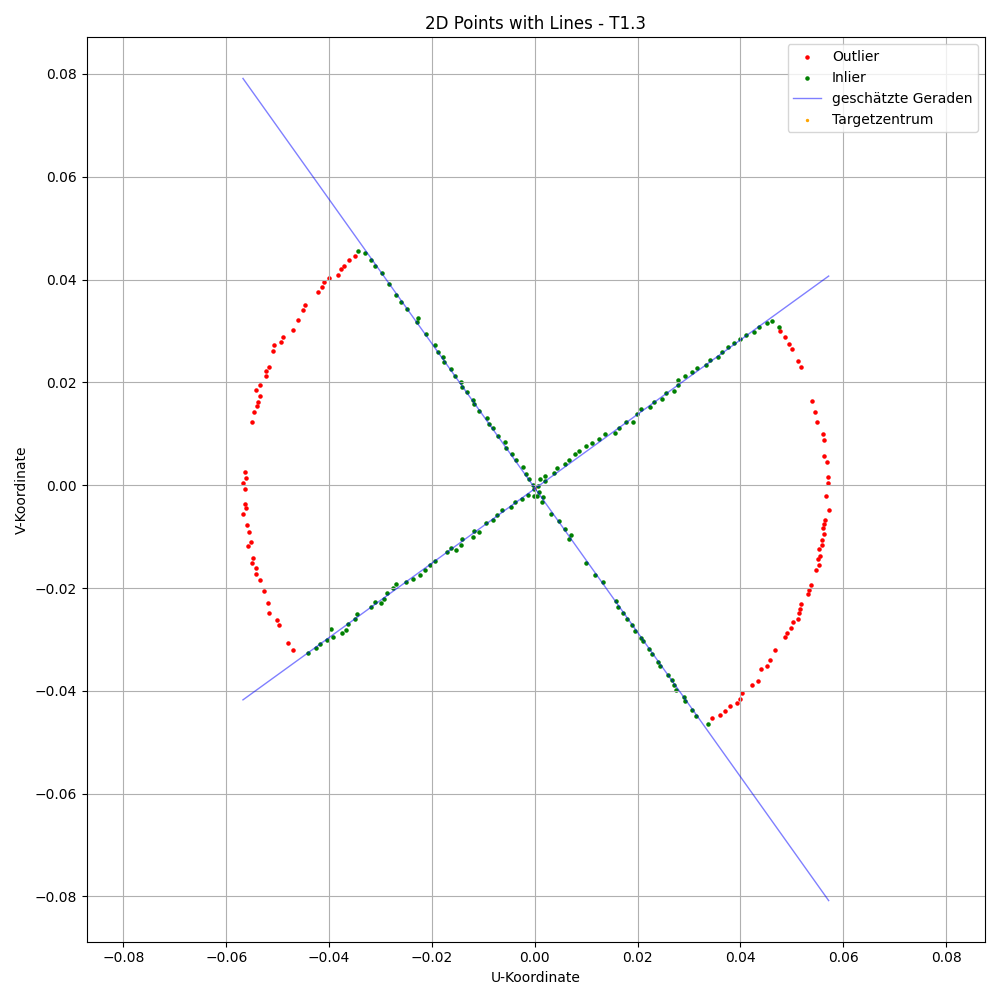 2D Points with Lines - T1.3
Outlier
Inlier
geschätzte Geraden
Targetzentrum
0.08
0.06
0.04
0.02
0.00
−0.02
−0.04
−0.06
−0.08
V-Koordinate
−0.08 −0.06 −0.04 −0.02 0.00 0.02 0.04 0.06 0.08
U-Koordinate